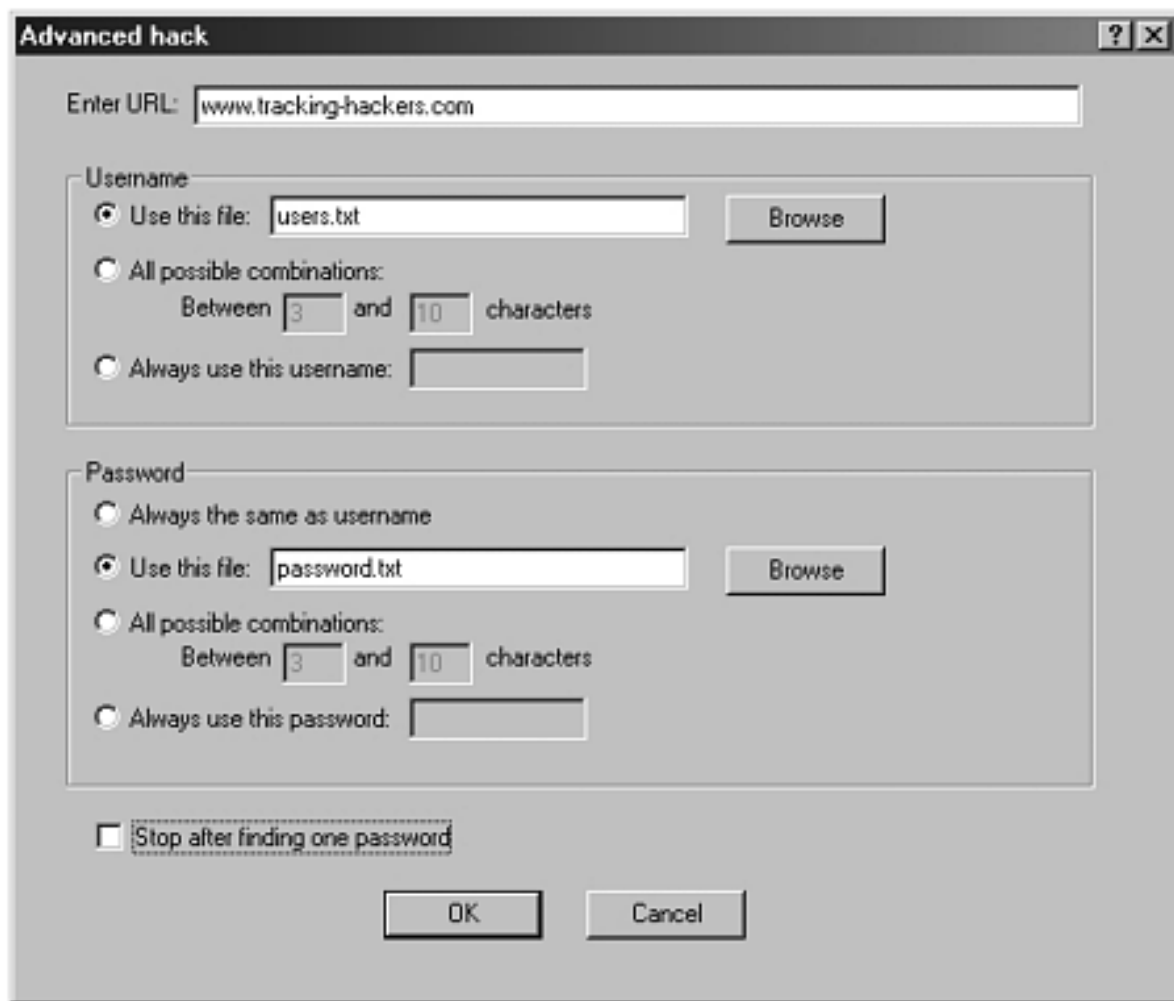 Advanced hack
Enter URL: www.tracking-hackers.com
Username
Use this file: users.txt Browse
All possible combinations:
Between 3 and 10 characters
Always use this username:
Password
Always the same as username
Use this file: password.txt Browse
All possible combinations:
Between 3 and 10 characters
Always use this password:
Stop after finding one password
OK Cancel